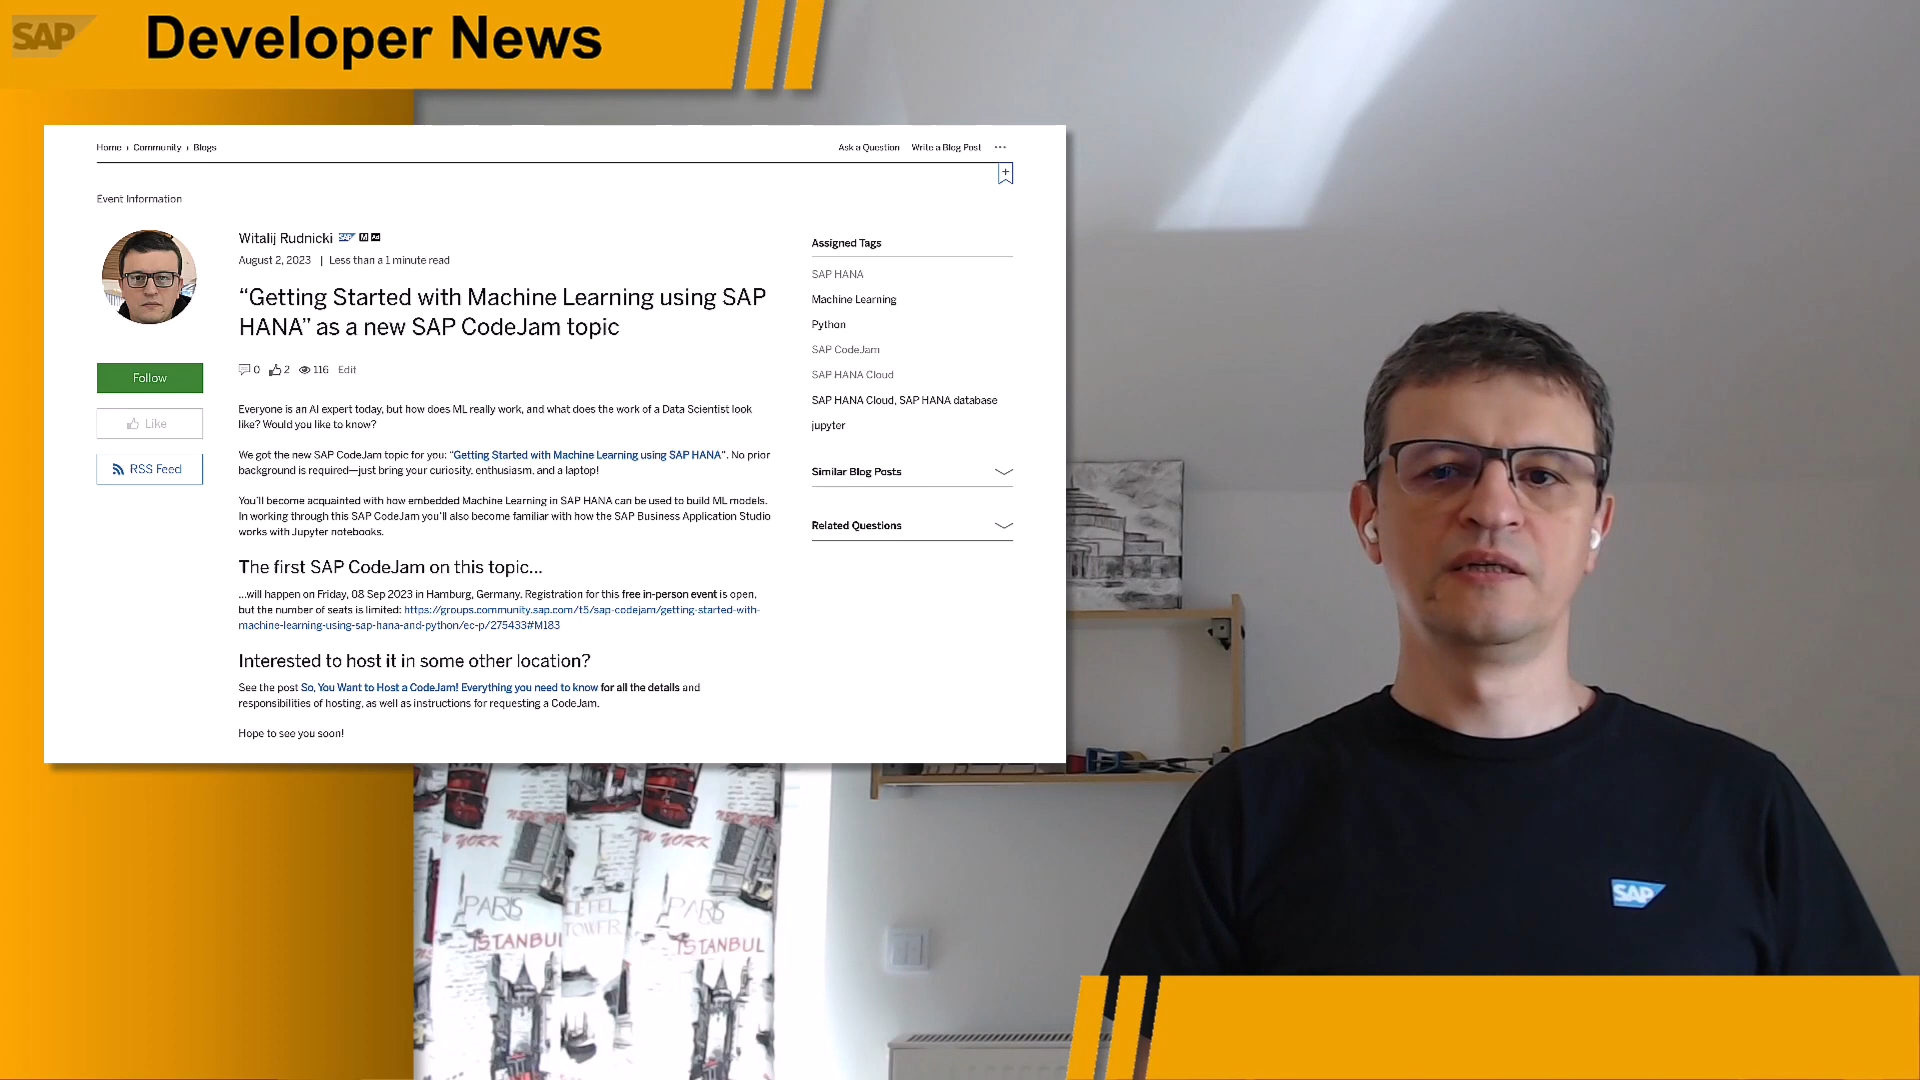 SAP
Developer News
Home › Community › Blogs
Ask a Question Write a Blog Post ...
Event Information
Witalij Rudnicki SAP
August 2, 2023 | Less than a 1 minute read
“Getting Started with Machine Learning using SAP
HANA” as a new SAP CodeJam topic
0 2 116 Edit
Follow
Like
RSS Feed
Everyone is an AI expert today, but how does ML really work, and what does the work of a Data Scientist look
like? Would you like to know?
We got the new SAP CodeJam topic for you: “Getting Started with Machine Learning using SAP HANA”. No prior
background is required—just bring your curiosity, enthusiasm, and a laptop!
You’ll become acquainted with how embedded Machine Learning in SAP HANA can be used to build ML models.
In working through this SAP CodeJam you’ll also become familiar with how the SAP Business Application Studio
works with Jupyter notebooks.
The first SAP CodeJam on this topic...
...will happen on Friday, 08 Sep 2023 in Hamburg, Germany. Registration for this free in-person event is open,
but the number of seats is limited: https://groups.community.sap.com/t5/sap-codejam/getting-started-with-
machine-learning-using-sap-hana-and-python/ec-p/275433#M183
Interested to host it in some other location?
See the post So, You Want to Host a CodeJam! Everything you need to know for all the details and
responsibilities of hosting, as well as instructions for requesting a CodeJam.
Hope to see you soon!
Assigned Tags
SAP HANA
Machine Learning
Python
SAP CodeJam
SAP HANA Cloud
SAP HANA Cloud, SAP HANA database
jupyter
Similar Blog Posts
Related Questions
NEW YORK
YORK
PARIS
TOWER
PARIS
ISTANBUL
ISTANBUL
SAP